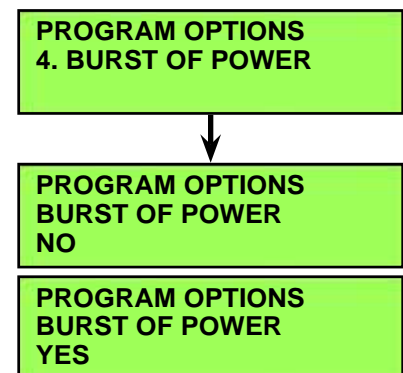 PROGRAM OPTIONS
4. BURST OF POWER
PROGRAM OPTIONS
BURST OF POWER
NO
PROGRAM OPTIONS
BURST OF POWER
YES